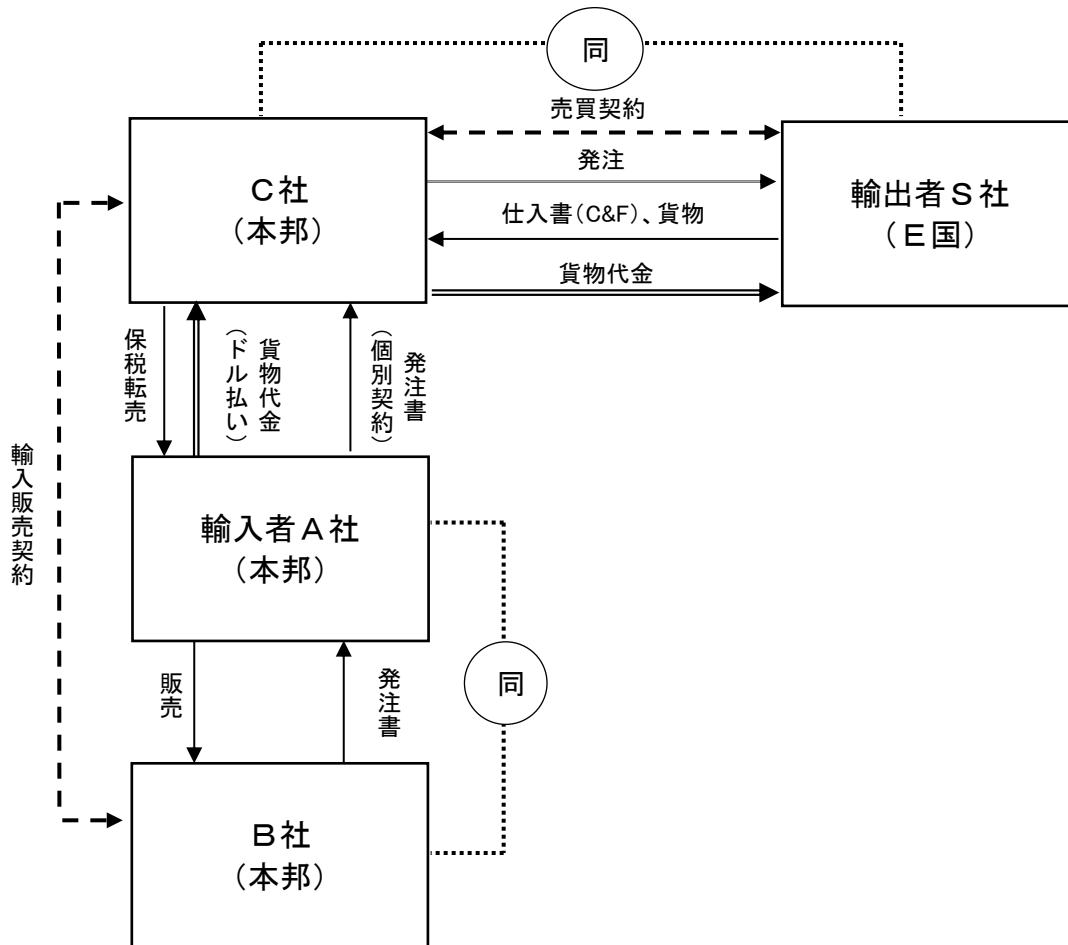 同
売買契約
C社
(本邦)
発注
仕入書(C&F)、貨物
貨物代金
輸出者S社
(E国)
保税転売
貨物代金
(ドル払い)
発注書
(個別契約)
輸入販売契約
輸入者A社
(本邦)
同
販売
発注書
B社
(本邦)